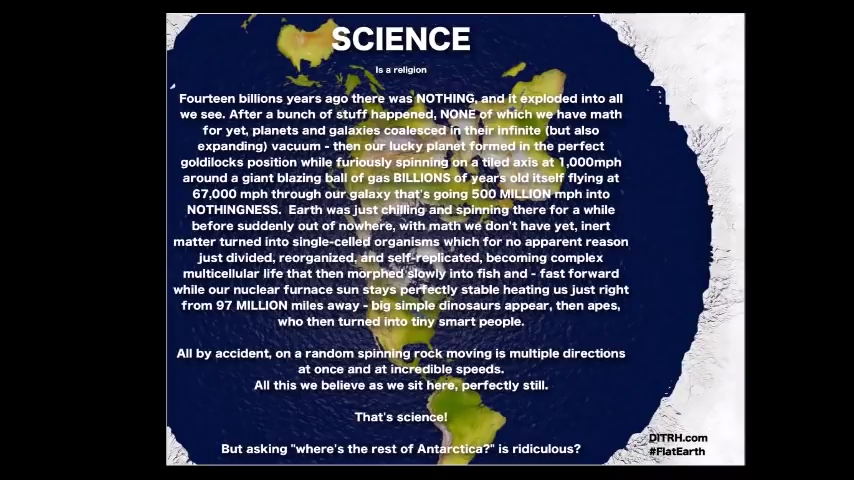 SCIENCE
Is a religion
Fourteen billions years ago there was NOTHING, and it exploded into all
we see. After a bunch of stuff happened, NONE of which we have math
for yet, planets and galaxies coalesced in their infinite (but also
expanding) vacuum - then our lucky planet formed in the perfect
goldilocks position while furiously spinning on a tiled axis at 1,000mph
around a giant blazing ball of gas BILLIONS of years old itself flying at
67,000 mph through our galaxy that's going 500 MILLION mph into
NOTHINGNESS. Earth was just chilling and spinning there for a while
before suddenly out of nowhere, with math we don't have yet, inert
matter turned into single-celled organisms which for no apparent reason
just divided, reorganized, and self-replicated, becoming complex
multicellular life that then morphed slowly into fish and - fast forward
while our nuclear furnace sun stays perfectly stable heating us just right
from 97 MILLION miles away - big simple dinosaurs appear, then apes,
who then turned into tiny smart people.
All by accident, on a random spinning rock moving is multiple directions
at once and at incredible speeds.
All this we believe as we sit here, perfectly still.
That's science!
But asking "where's the rest of Antarctica?" is ridiculous?
DITRH.com
#FlatEarth